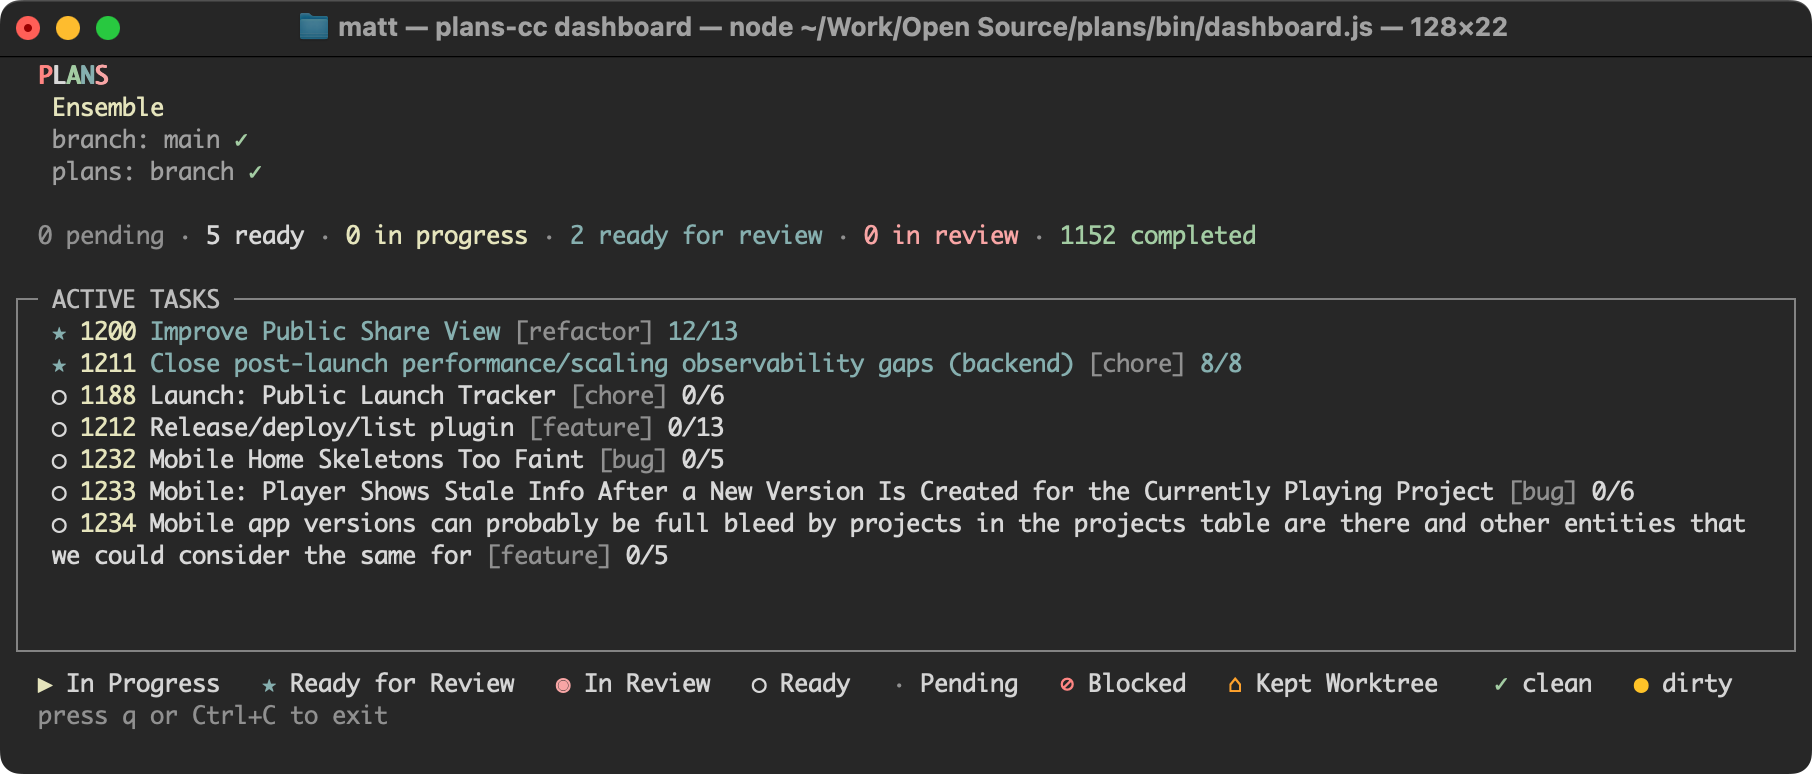 matt — plans-cc dashboard — node ~/Work/Open Source/plans/bin/dashboard.js — 128×22
PLANS
Ensemble
branch: main ✓
plans: branch ✓
0 pending · 5 ready · 0 in progress · 2 ready for review · 0 in review · 1152 completed
ACTIVE TASKS
★ 1200 Improve Public Share View [refactor] 12/13
★ 1211 Close post-launch performance/scaling observability gaps (backend) [chore] 8/8
○ 1188 Launch: Public Launch Tracker [chore] 0/6
○ 1212 Release/deploy/list plugin [feature] 0/13
○ 1232 Mobile Home Skeletons Too Faint [bug] 0/5
○ 1233 Mobile: Player Shows Stale Info After a New Version Is Created for the Currently Playing Project [bug] 0/6
○ 1234 Mobile app versions can probably be full bleed by projects in the projects table are there and other entities that
we could consider the same for [feature] 0/5
▶ In Progress ★ Ready for Review ◉ In Review ○ Ready · Pending ⊘ Blocked ⌂ Kept Worktree ✓ clean ● dirty
press q or Ctrl+C to exit